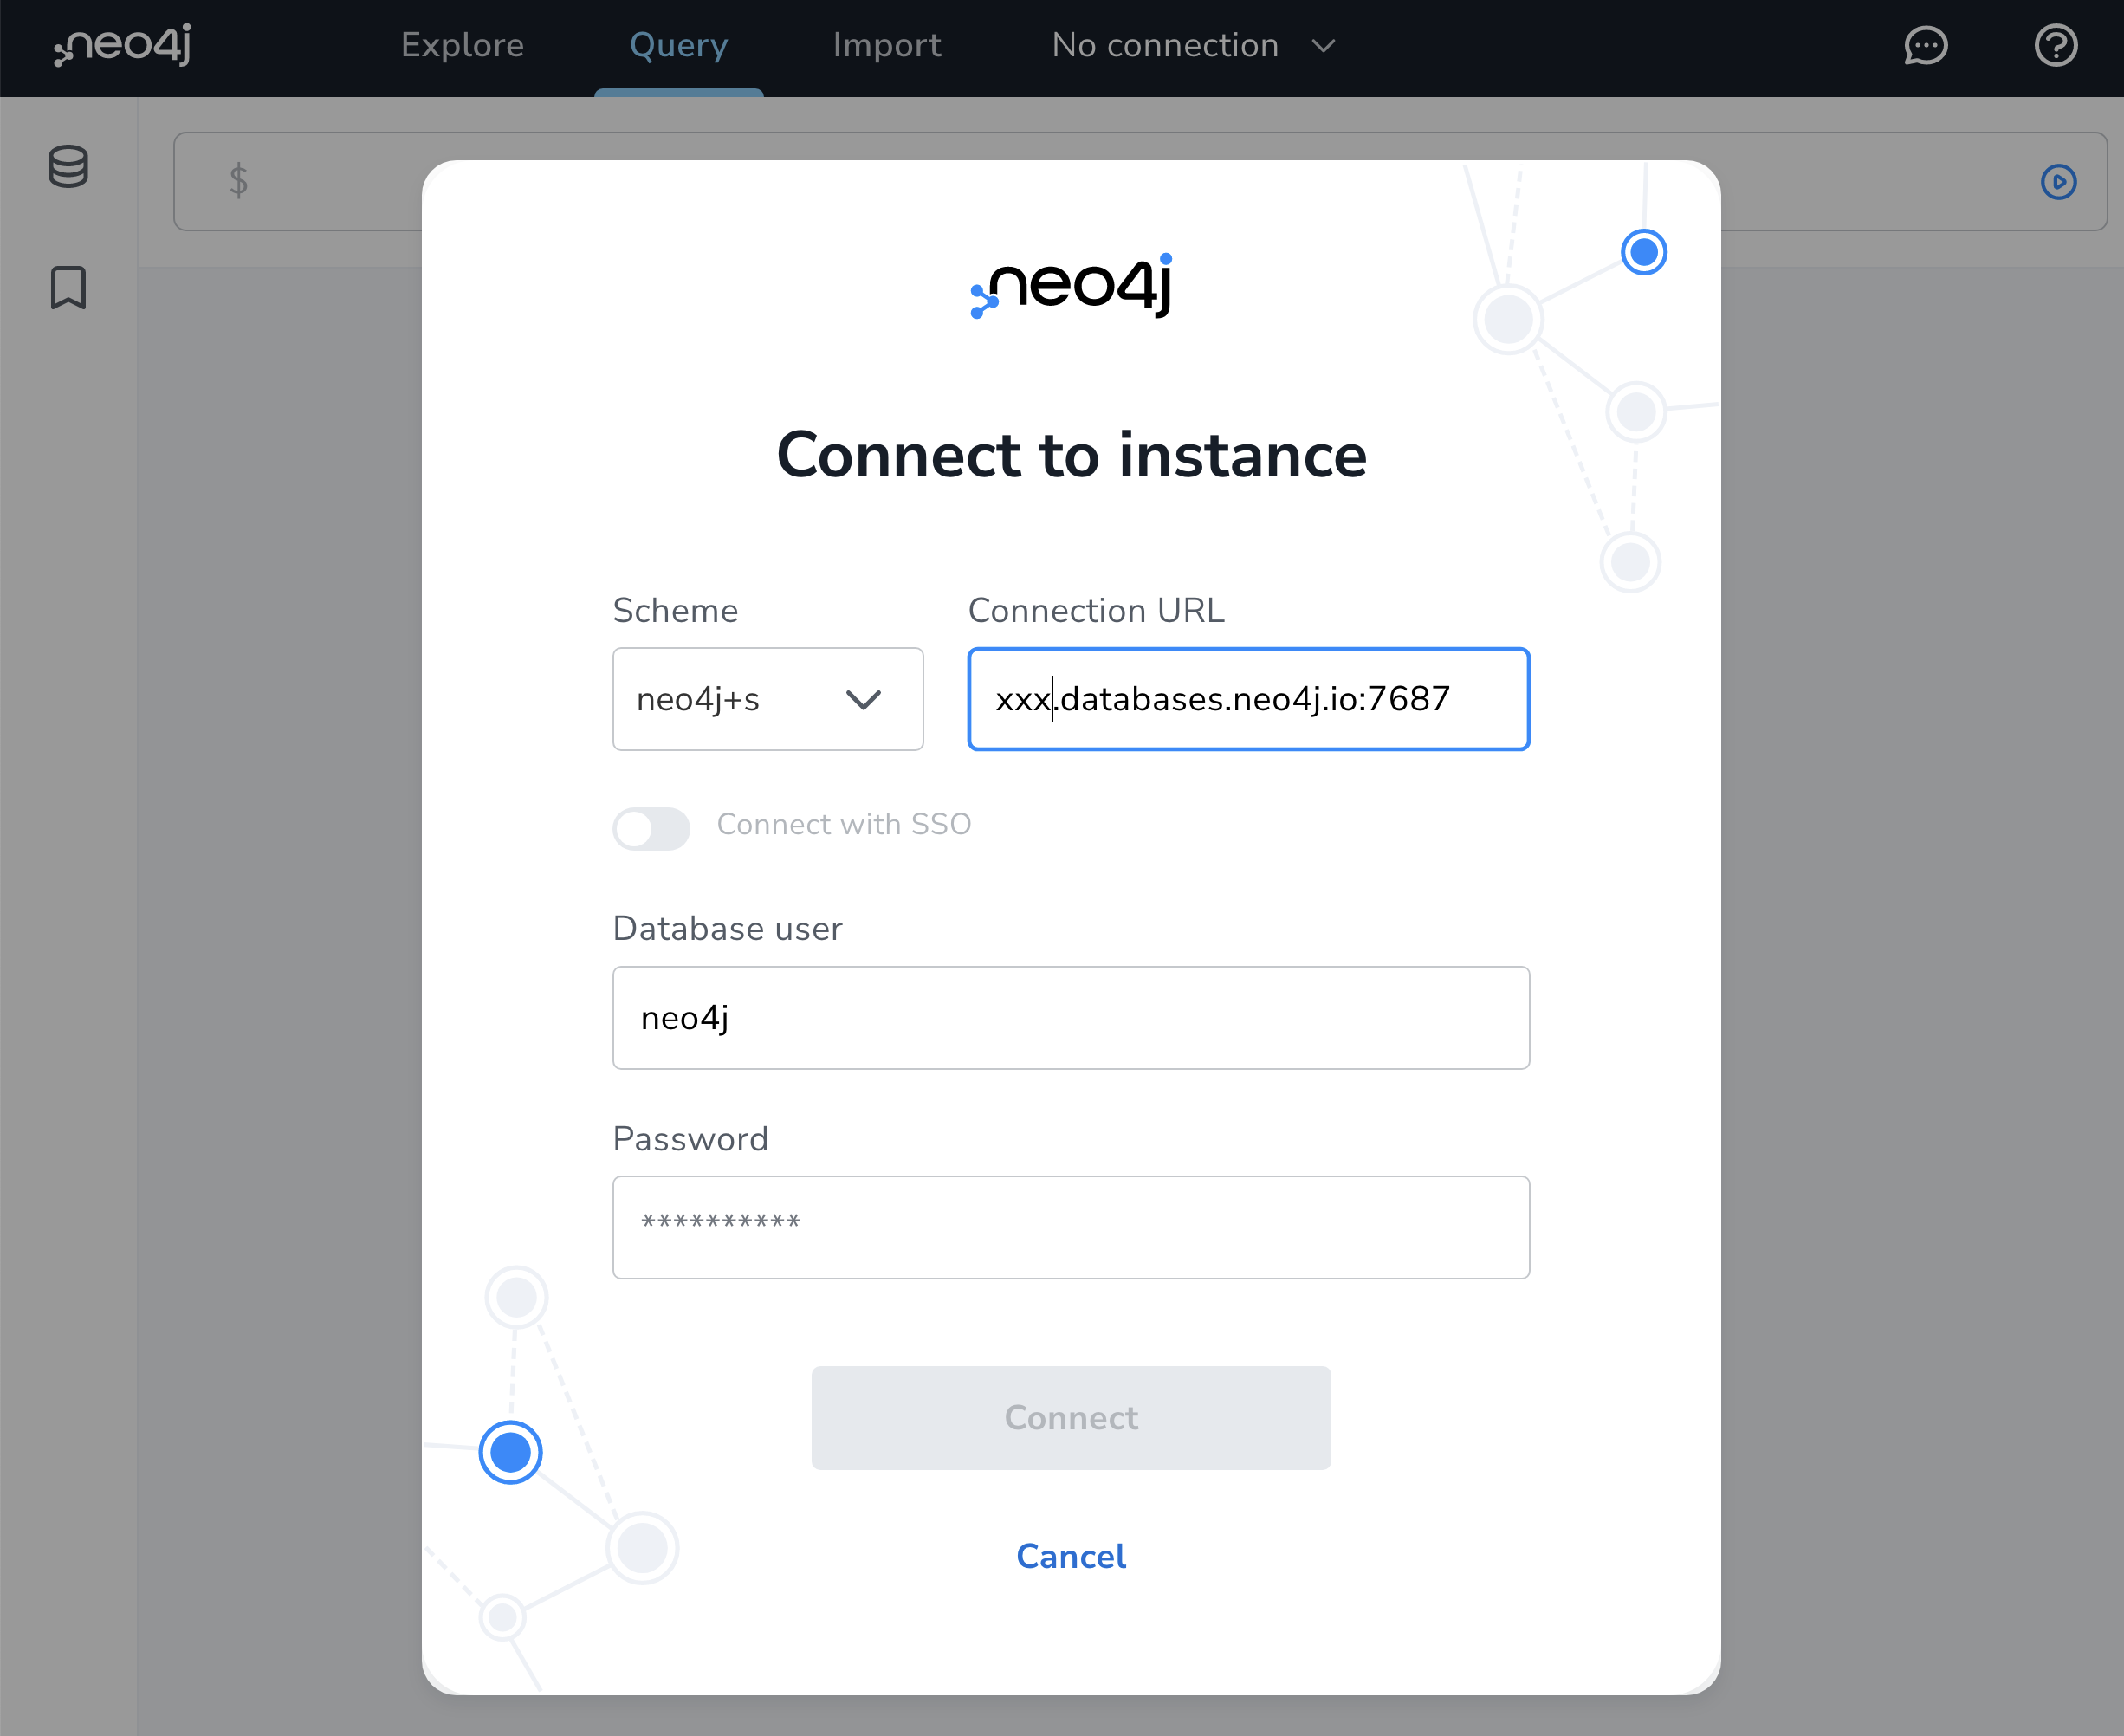 neo4j Explore Query Import No connection
$
neo4j
Connect to instance
Scheme Connection URL
neo4j+s xxx.databases.neo4j.io:7687
Connect with SSO
Database user
neo4j
Password
**********
Connect
Cancel